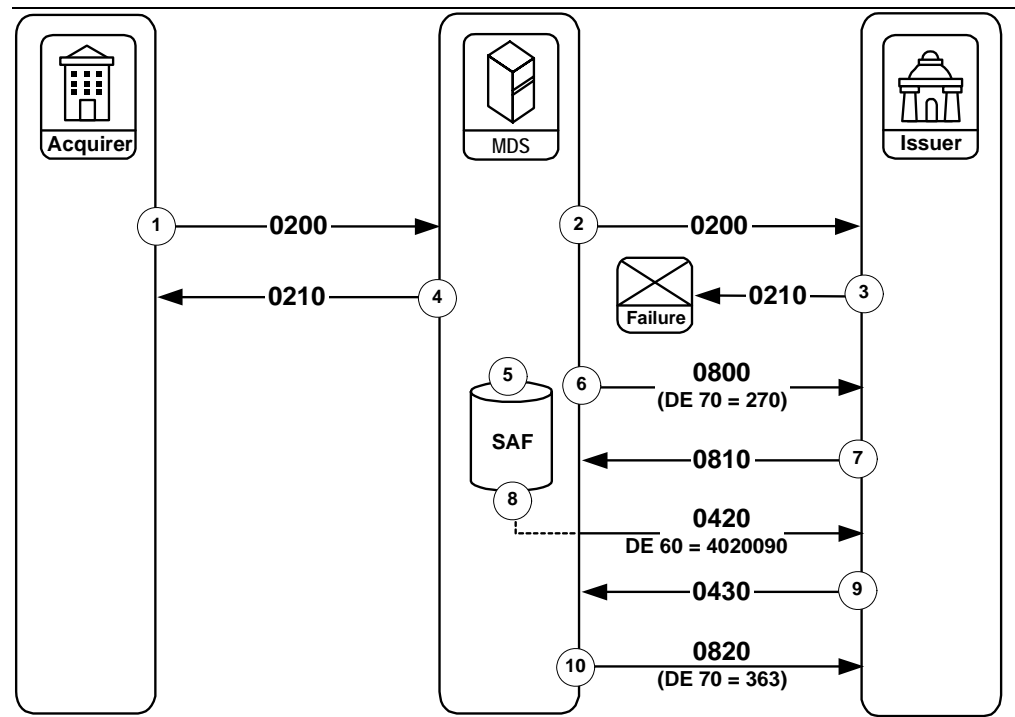 Acquirer
MDS
Issuer
1
0200
2
0200
0210
4
Failure
0210
3
5
6
0800
(DE 70 = 270)
SAF
0810
7
8
0420
DE 60 = 4020090
0430
9
10
0820
(DE 70 = 363)